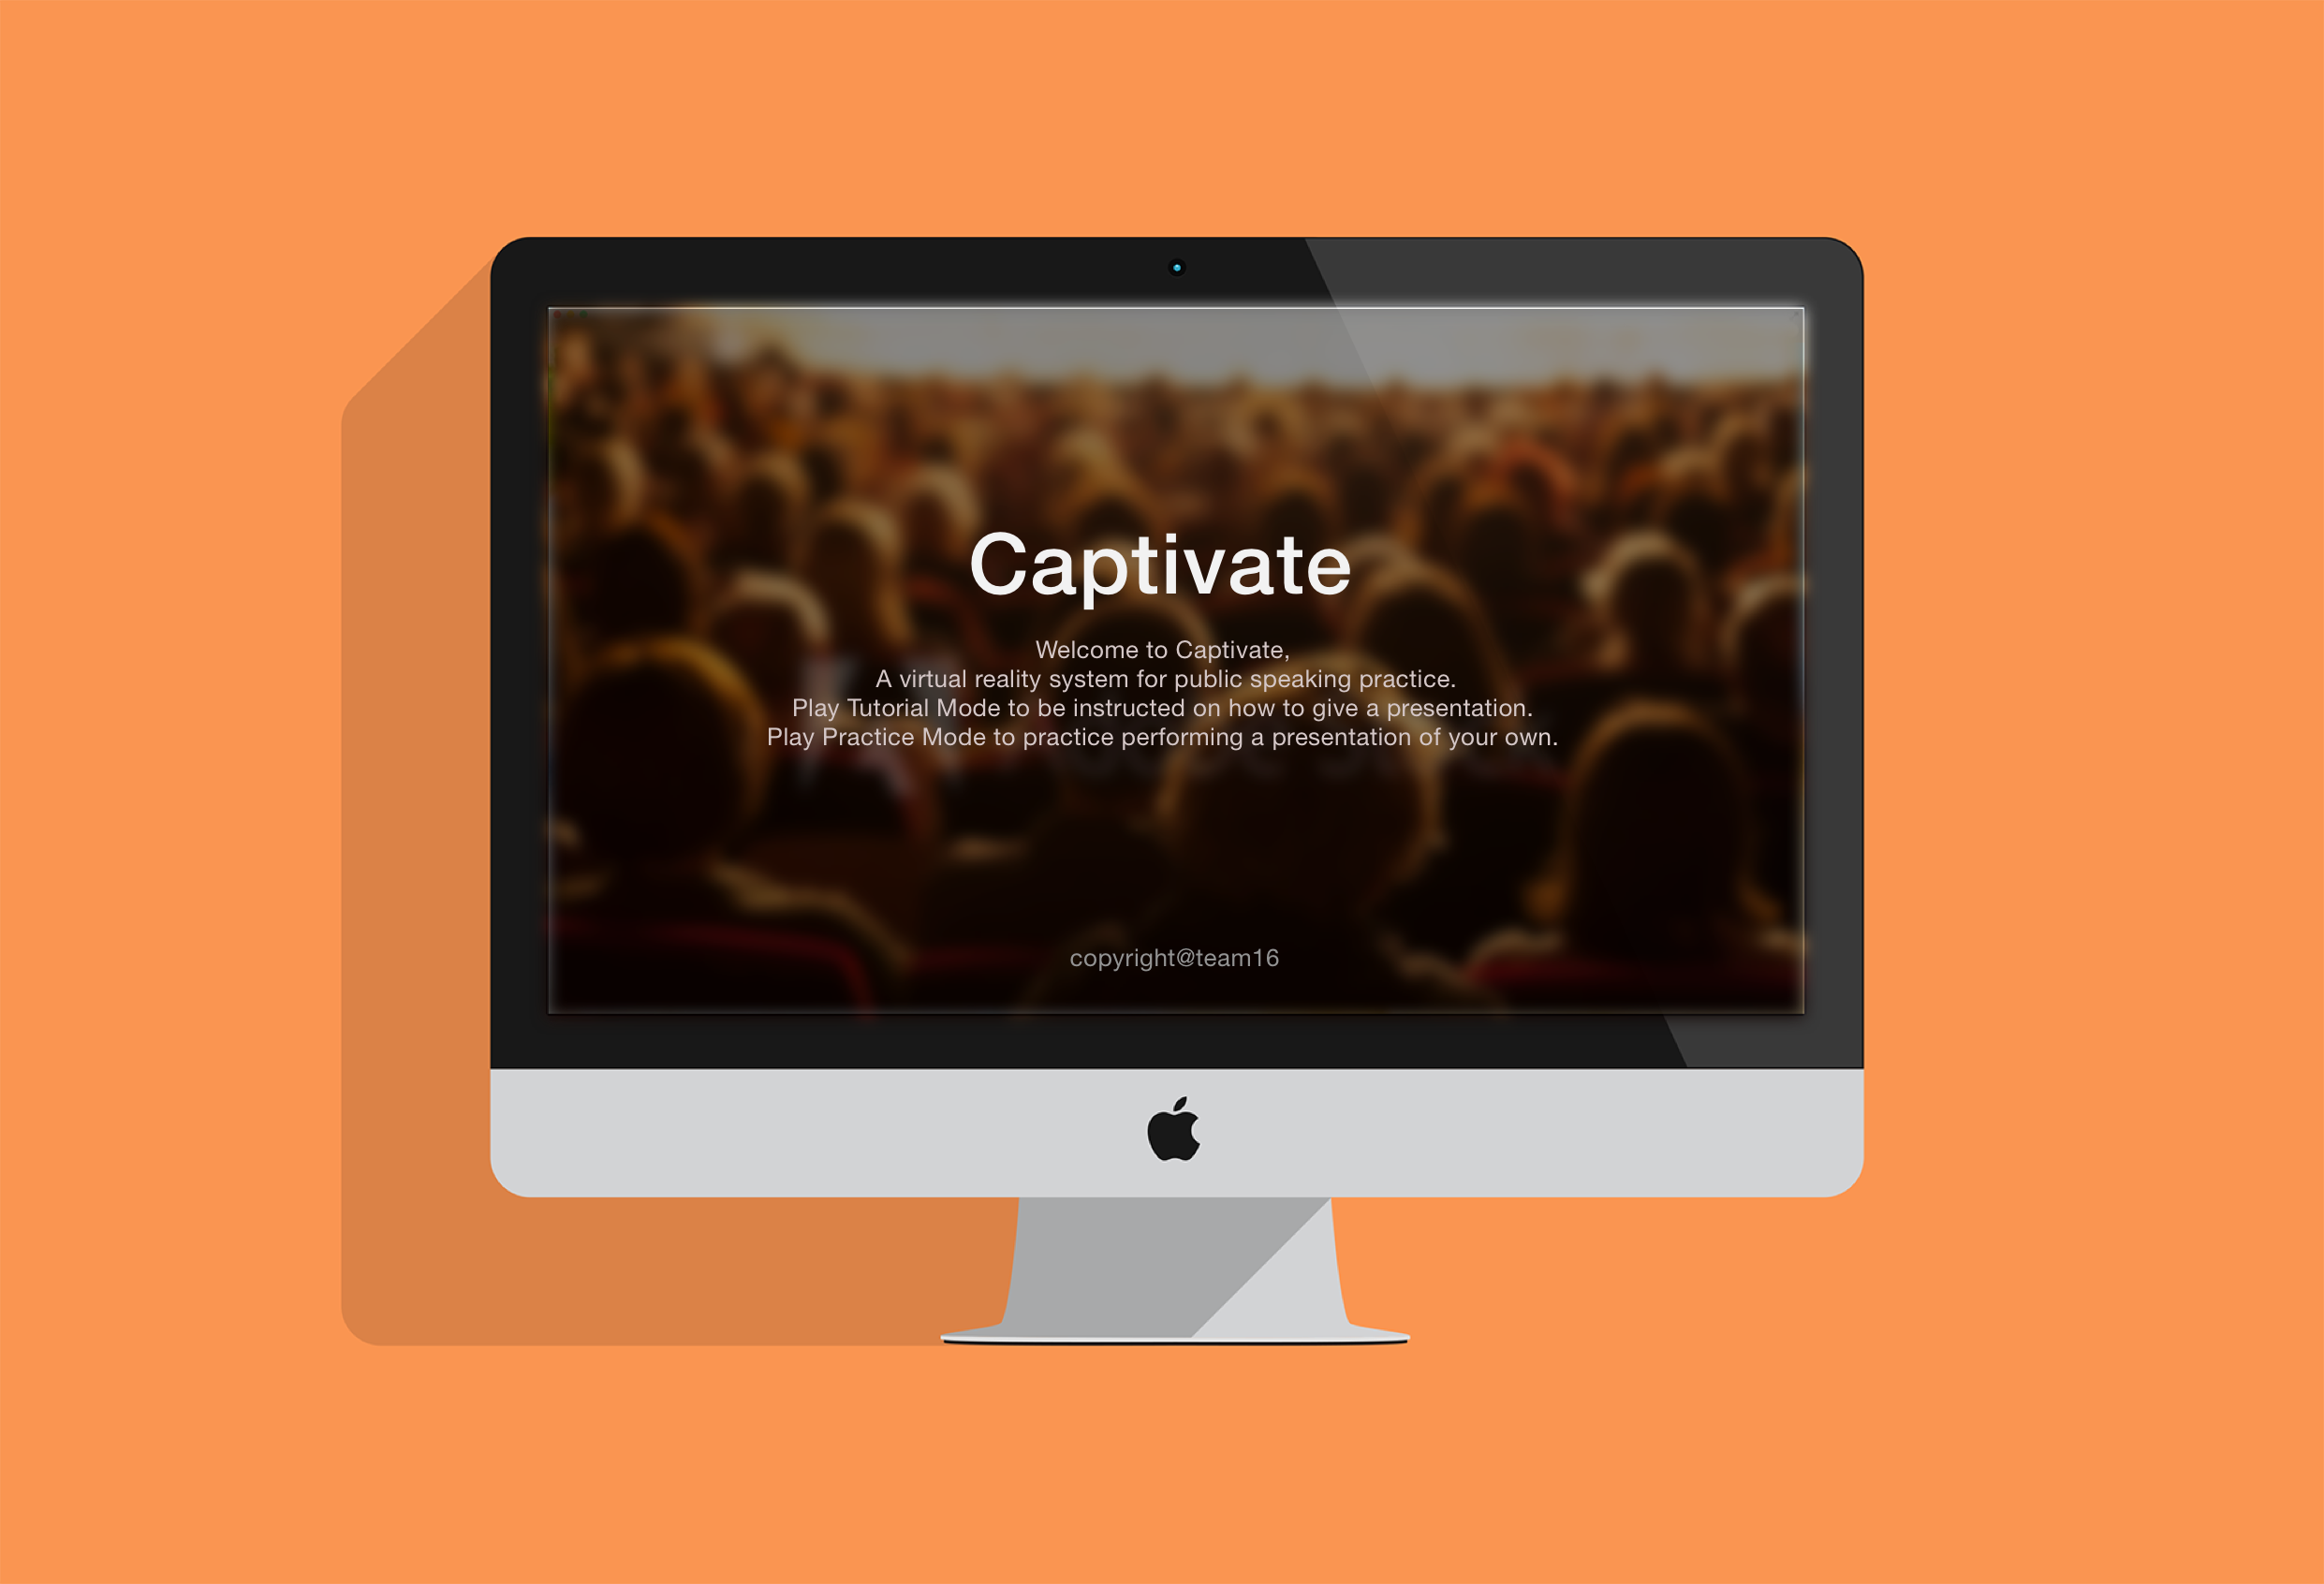 Captivate
Welcome to Captivate,
A virtual reality system for public speaking practice.
Play Tutorial Mode to be instructed on how to give a presentation.
Play Practice Mode to practice performing a presentation of your own.
copyright@team16